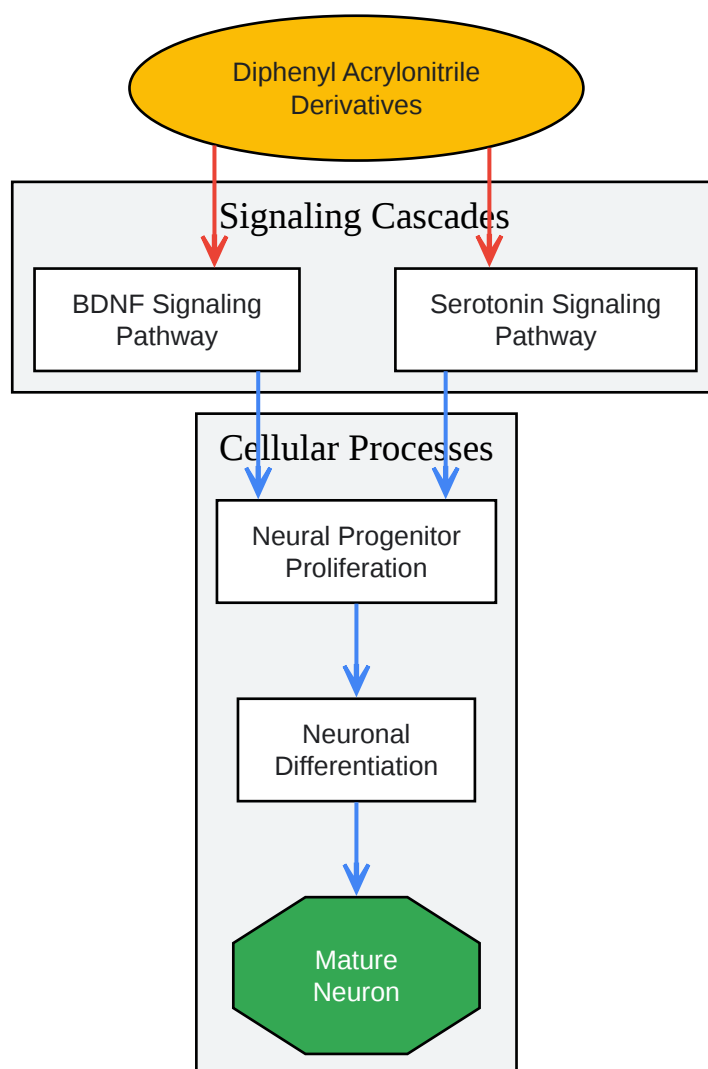 Diphenyl Acrylonitrile
Derivatives
Signaling Cascades
BDNF Signaling
Pathway
Serotonin Signaling
Pathway
Cellular Processes
Neural Progenitor
Proliferation
Neuronal
Differentiation
Mature
Neuron